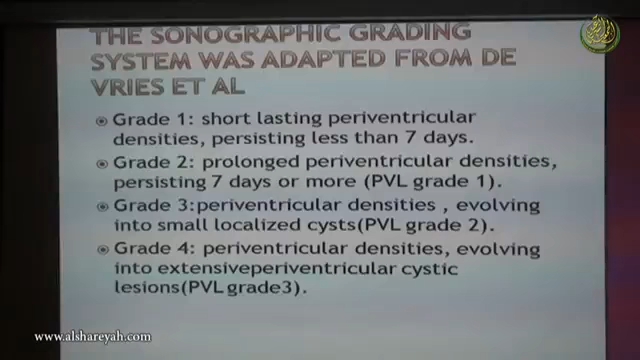 THE SONOGRAPHIC GRADING
SYSTEM WAS ADAPTED FROM DE
VRIES ET AL
Grade 1: short lasting periventricular
densities, persisting less than 7 days.
Grade 2: prolonged periventricular densities,
persisting 7 days or more (PVL grade 1).
Grade 3:periventricular densities , evolving
into small localized cysts(PVL grade 2).
Grade 4: periventricular densities, evolving
into extensiveperiventricular cystic
lesions(PVL grade3).
www.alshareyah.com